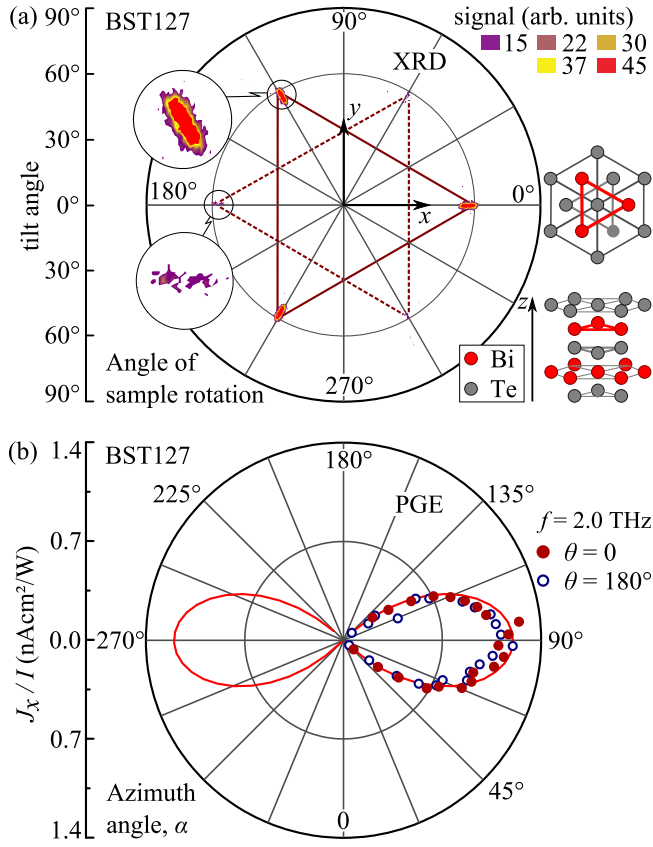 (a) BST127 90° signal (arb. units)
15 22 30
37 45
XRD
90°
60°
30°
0°
30°
60°
90°
tilt angle
180°
0°
y
x
z
Angle of
sample rotation
270°
Bi
Te
(b) BST127
180°
225°
135°
PGE
f = 2.0 THz
θ = 0
θ = 180°
1.4
0.7
0.0
0.7
1.4
J_x / I (nAcm²/W)
270°
90°
45°
0
Azimuth
angle, α